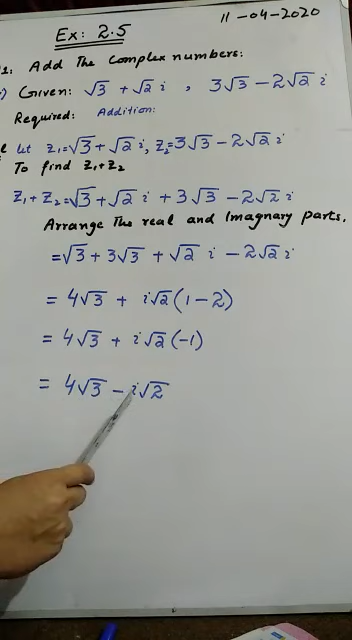 11-04-2020
Ex: 2.5
1: Add The Complex numbers:
) Given: √3 + √2 i , 3√3 - 2√2 i
Required: Addition:
Let Z₁=√3+√2 i, Z₂=3√3-2√2 i
To find Z₁+Z₂
Z₁+Z₂=√3+√2 i + 3√3 - 2√2 i
Arrange The real and Imagnary parts.
=√3+3√3 + √2 i - 2√2 i
= 4√3 + i√2(1-2)
= 4√3 + i√2(-1)
= 4√3 - i√2